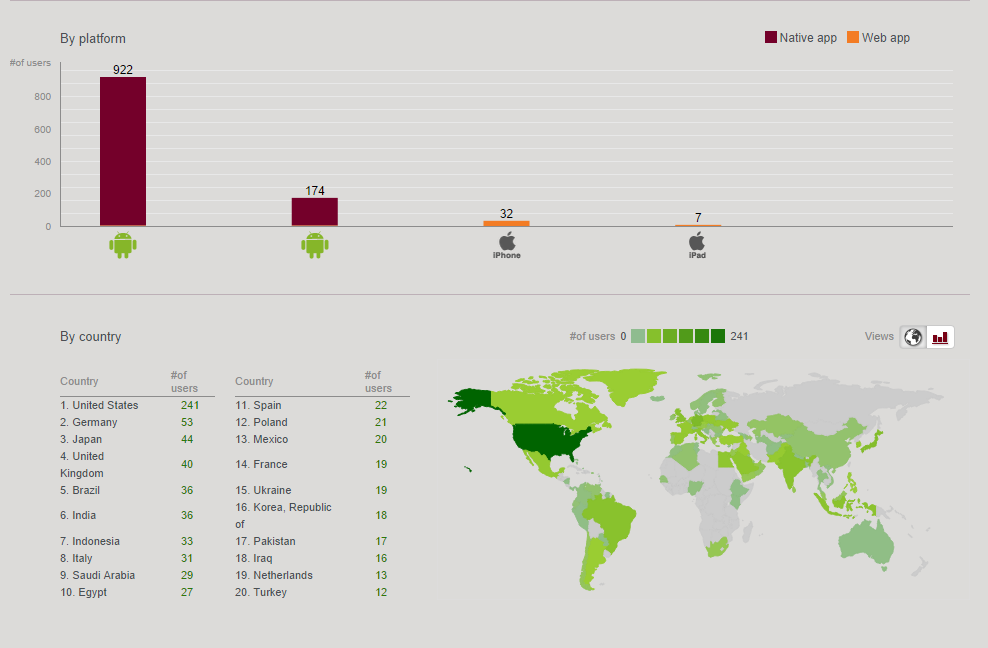 By platform
Native app Web app
#of users
922
800
600
400
200
0
174
32
7
iPhone
iPad
By country
#of users 0 241
Views
Country #of users Country #of users
1. United States 241 11. Spain 22
2. Germany 53 12. Poland 21
3. Japan 44 13. Mexico 20
4. United Kingdom 40 14. France 19
5. Brazil 36 15. Ukraine 19
6. India 36 16. Korea, Republic of 18
7. Indonesia 33 17. Pakistan 17
8. Italy 31 18. Iraq 16
9. Saudi Arabia 29 19. Netherlands 13
10. Egypt 27 20. Turkey 12